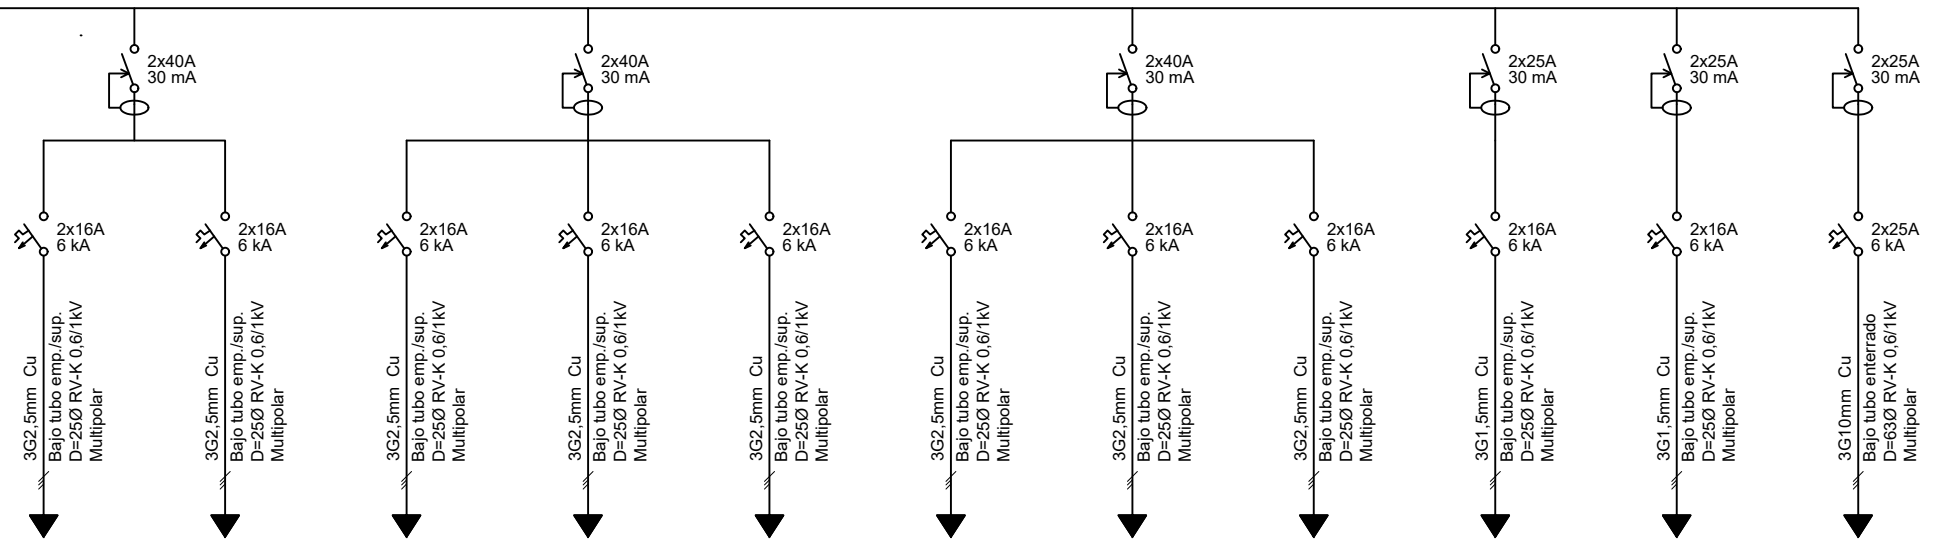 2x40A
30 mA
2x40A
30 mA
2x40A
30 mA
2x25A
30 mA
2x25A
30 mA
2x25A
30 mA
2x16A
6 kA
2x16A
6 kA
2x16A
6 kA
2x16A
6 kA
2x16A
6 kA
2x16A
6 kA
2x16A
6 kA
2x16A
6 kA
2x16A
6 kA
2x16A
6 kA
2x25A
6 kA
3G2,5mm Cu
Bajo tubo emp./sup.
D=25Ø RV-K 0,6/1kV
Multipolar
3G2,5mm Cu
Bajo tubo emp./sup.
D=25Ø RV-K 0,6/1kV
Multipolar
3G2,5mm Cu
Bajo tubo emp./sup.
D=25Ø RV-K 0,6/1kV
Multipolar
3G2,5mm Cu
Bajo tubo emp./sup.
D=25Ø RV-K 0,6/1kV
Multipolar
3G2,5mm Cu
Bajo tubo emp./sup.
D=25Ø RV-K 0,6/1kV
Multipolar
3G2,5mm Cu
Bajo tubo emp./sup.
D=25Ø RV-K 0,6/1kV
Multipolar
3G2,5mm Cu
Bajo tubo emp./sup.
D=25Ø RV-K 0,6/1kV
Multipolar
3G2,5mm Cu
Bajo tubo emp./sup.
D=25Ø RV-K 0,6/1kV
Multipolar
3G1,5mm Cu
Bajo tubo emp./sup.
D=25Ø RV-K 0,6/1kV
Multipolar
3G1,5mm Cu
Bajo tubo emp./sup.
D=25Ø RV-K 0,6/1kV
Multipolar
3G10mm Cu
Bajo tubo enterrado
D=63Ø RV-K 0,6/1kV
Multipolar